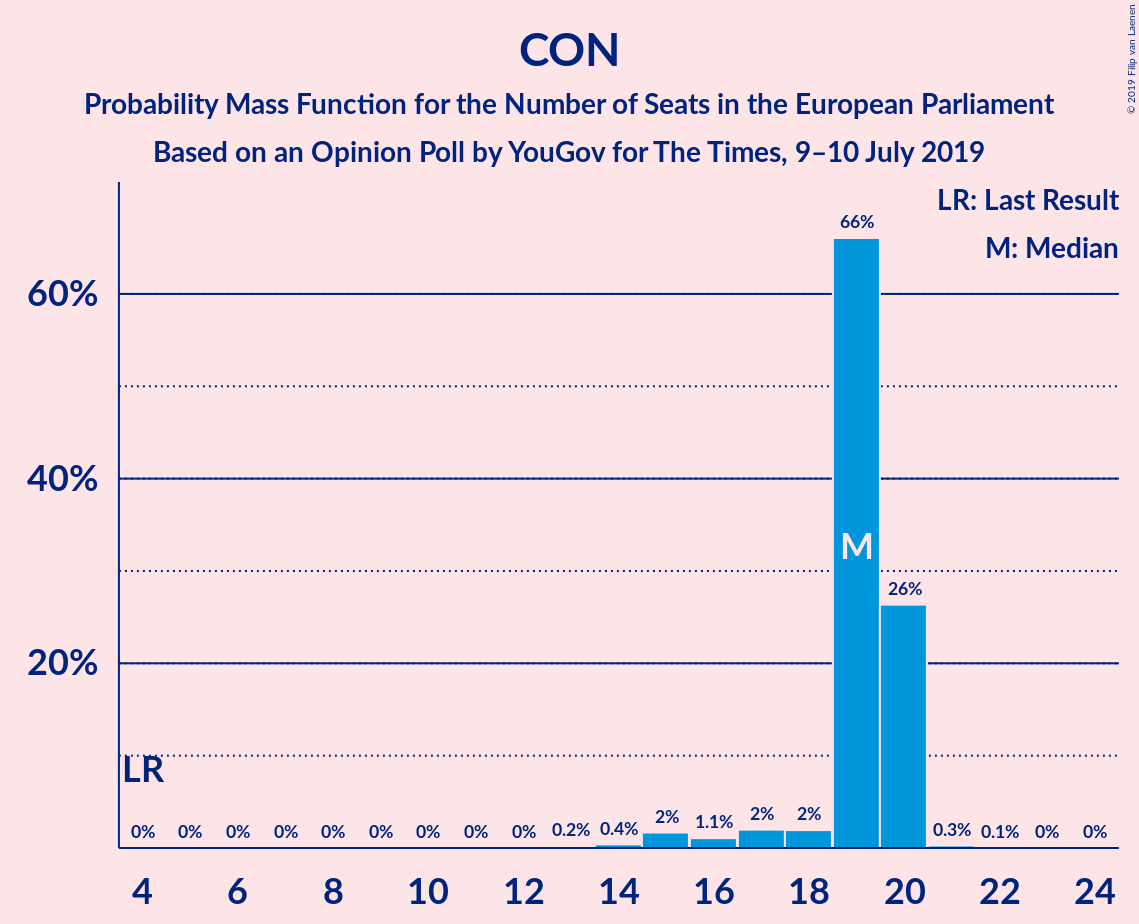 CON
Probability Mass Function for the Number of Seats in the European Parliament
Based on an Opinion Poll by YouGov for The Times, 9–10 July 2019
© 2019 Filip van Laenen
LR: Last Result
M: Median
60%
40%
20%
LR
M
0% 0% 0% 0% 0% 0% 0% 0% 0% 0.2% 0.4% 2% 1.1% 2% 2% 66% 26% 0.3% 0.1% 0% 0%
4 6 8 10 12 14 16 18 20 22 24